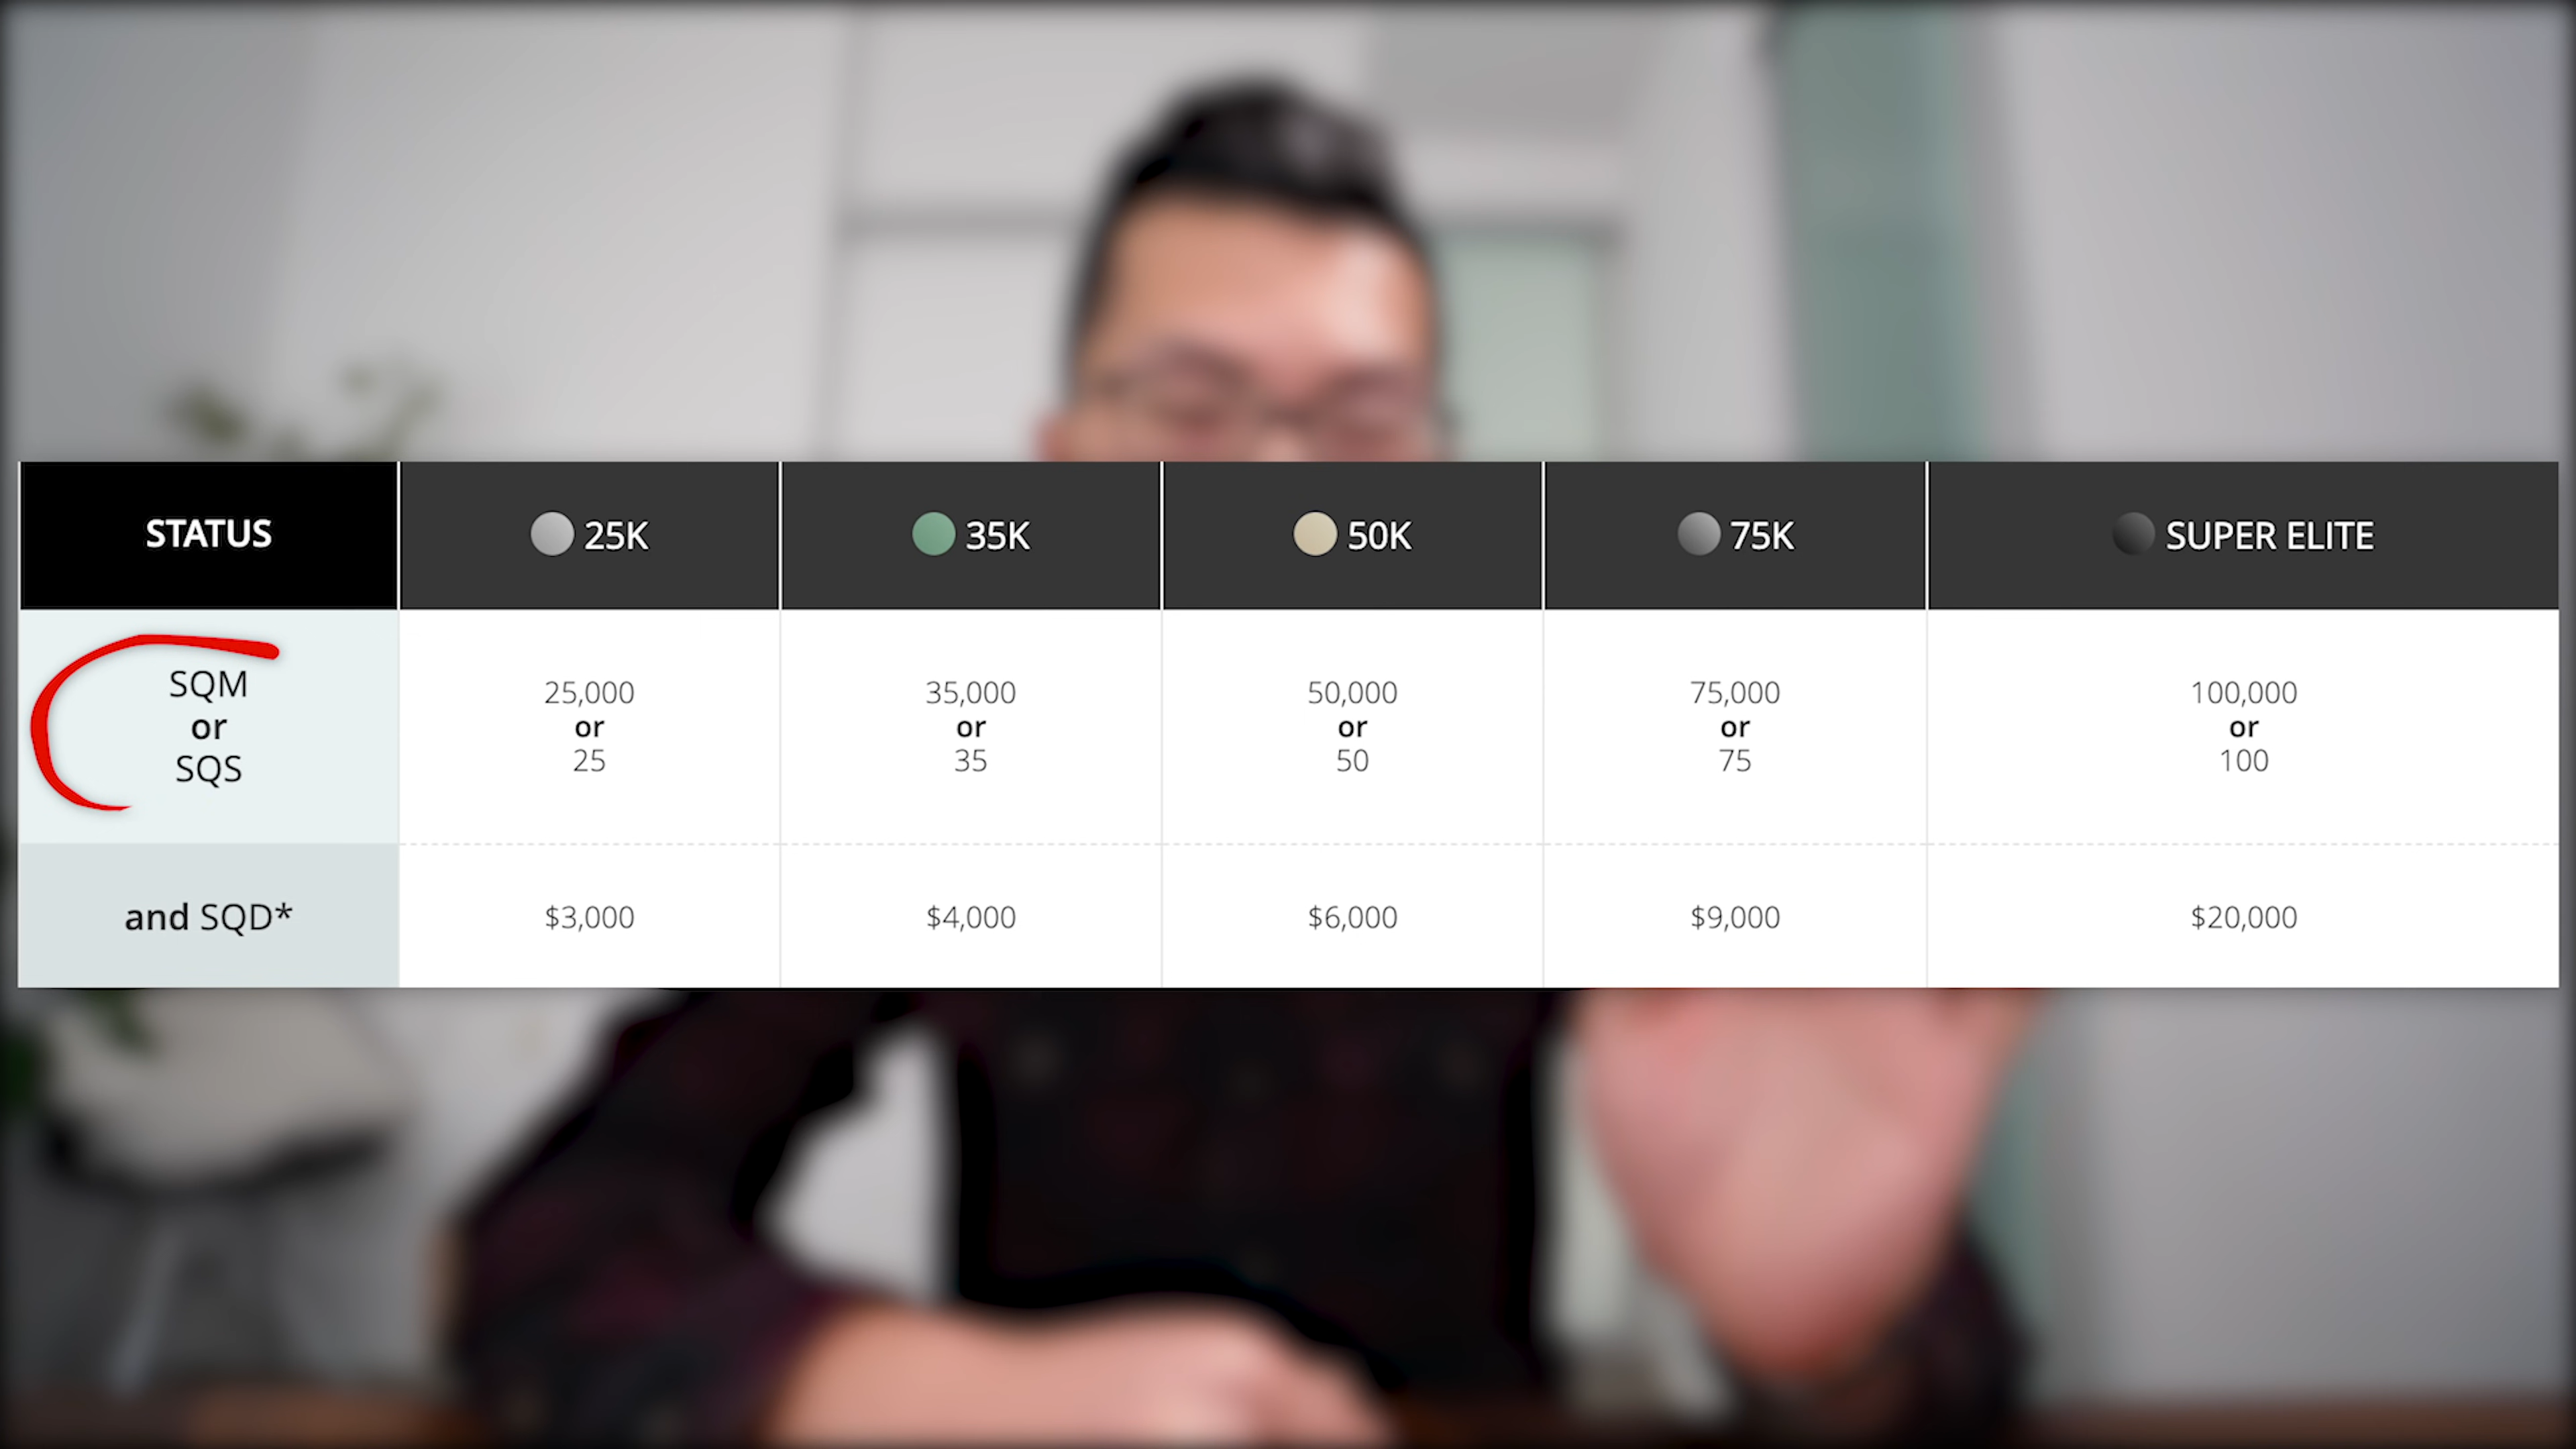 STATUS 25K 35K 50K 75K SUPER ELITE
SQM
or
SQS
25,000
or
25
35,000
or
35
50,000
or
50
75,000
or
75
100,000
or
100
and SQD* $3,000 $4,000 $6,000 $9,000 $20,000